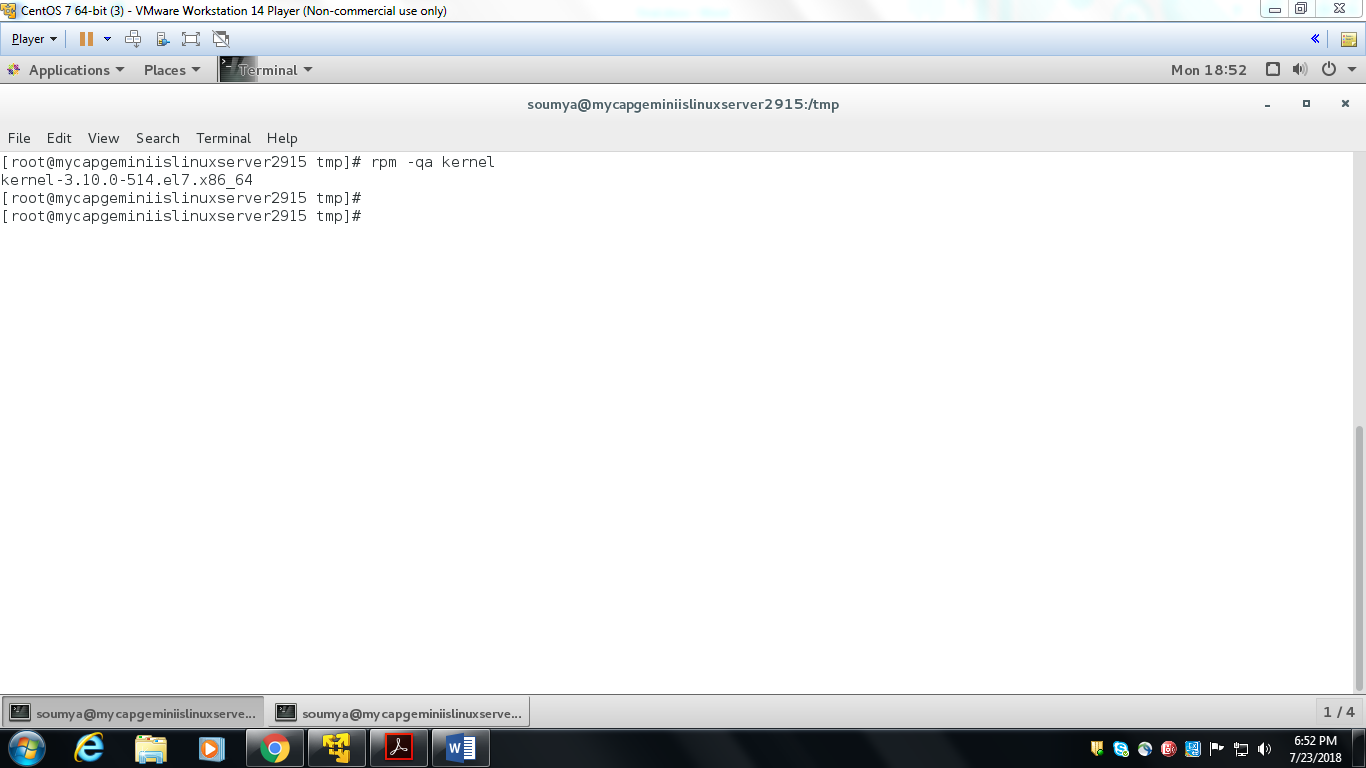 CentOS 7 64-bit (3) - VMware Workstation 14 Player (Non-commercial use only)
Player
Applications Places Terminal Mon 18:52
soumya@mycapgeminiislinuxserver2915:/tmp
File Edit View Search Terminal Help
[root@mycapgeminiislinuxserver2915 tmp]# rpm -qa kernel
kernel-3.10.0-514.el7.x86_64
[root@mycapgeminiislinuxserver2915 tmp]#
[root@mycapgeminiislinuxserver2915 tmp]#
soumya@mycapgeminiislinuxserve... soumya@mycapgeminiislinuxserve... 1 / 4
6:52 PM
7/23/2018